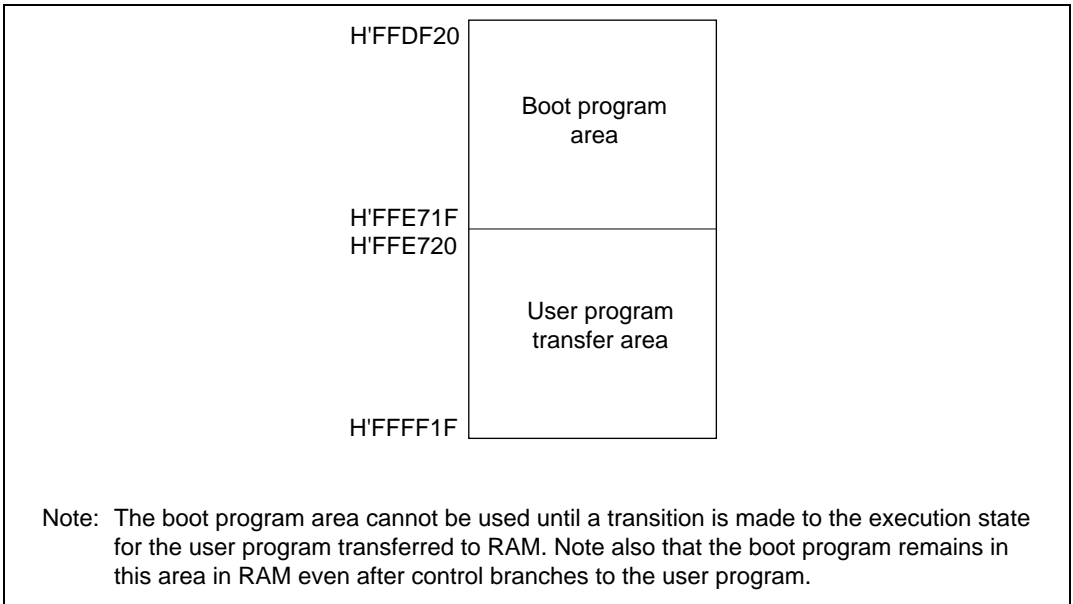 H'FFDF20
Boot program
area
H'FFE71F
H'FFE720
User program
transfer area
H'FFFF1F
Note: The boot program area cannot be used until a transition is made to the execution state
for the user program transferred to RAM. Note also that the boot program remains in
this area in RAM even after control branches to the user program.